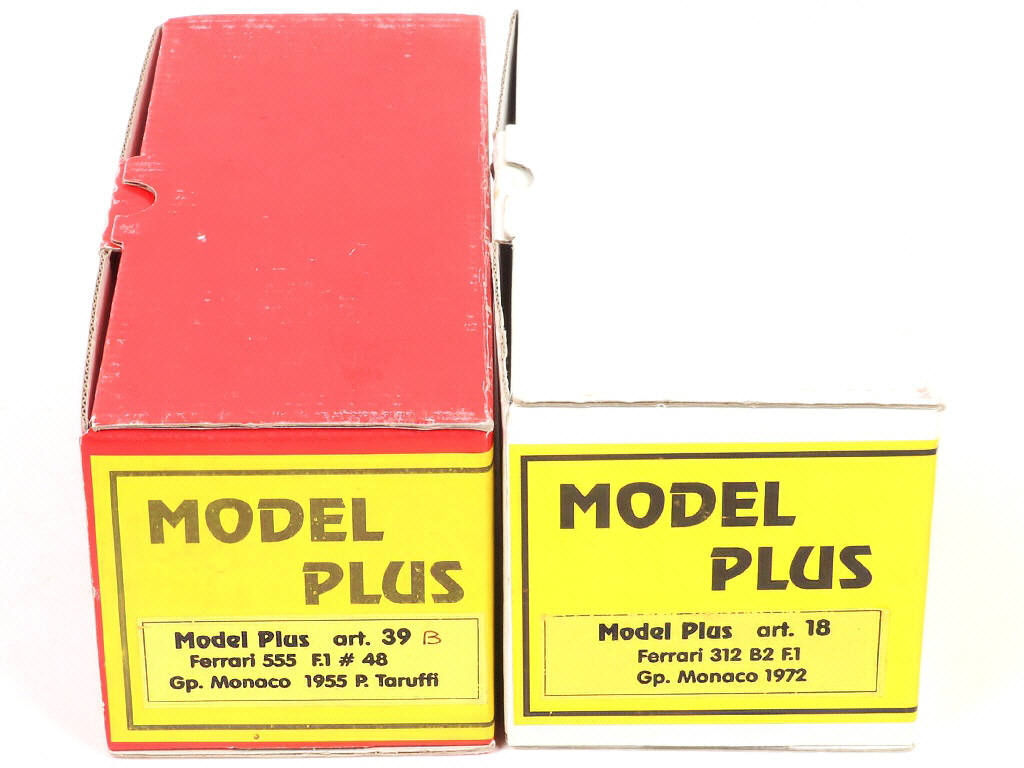 MODEL
PLUS
Model Plus art. 39 B
Ferrari 555 F.1 # 48
Gp. Monaco 1955 P. Taruffi
MODEL
PLUS
Model Plus art. 18
Ferrari 312 B2 F.1
Gp. Monaco 1972